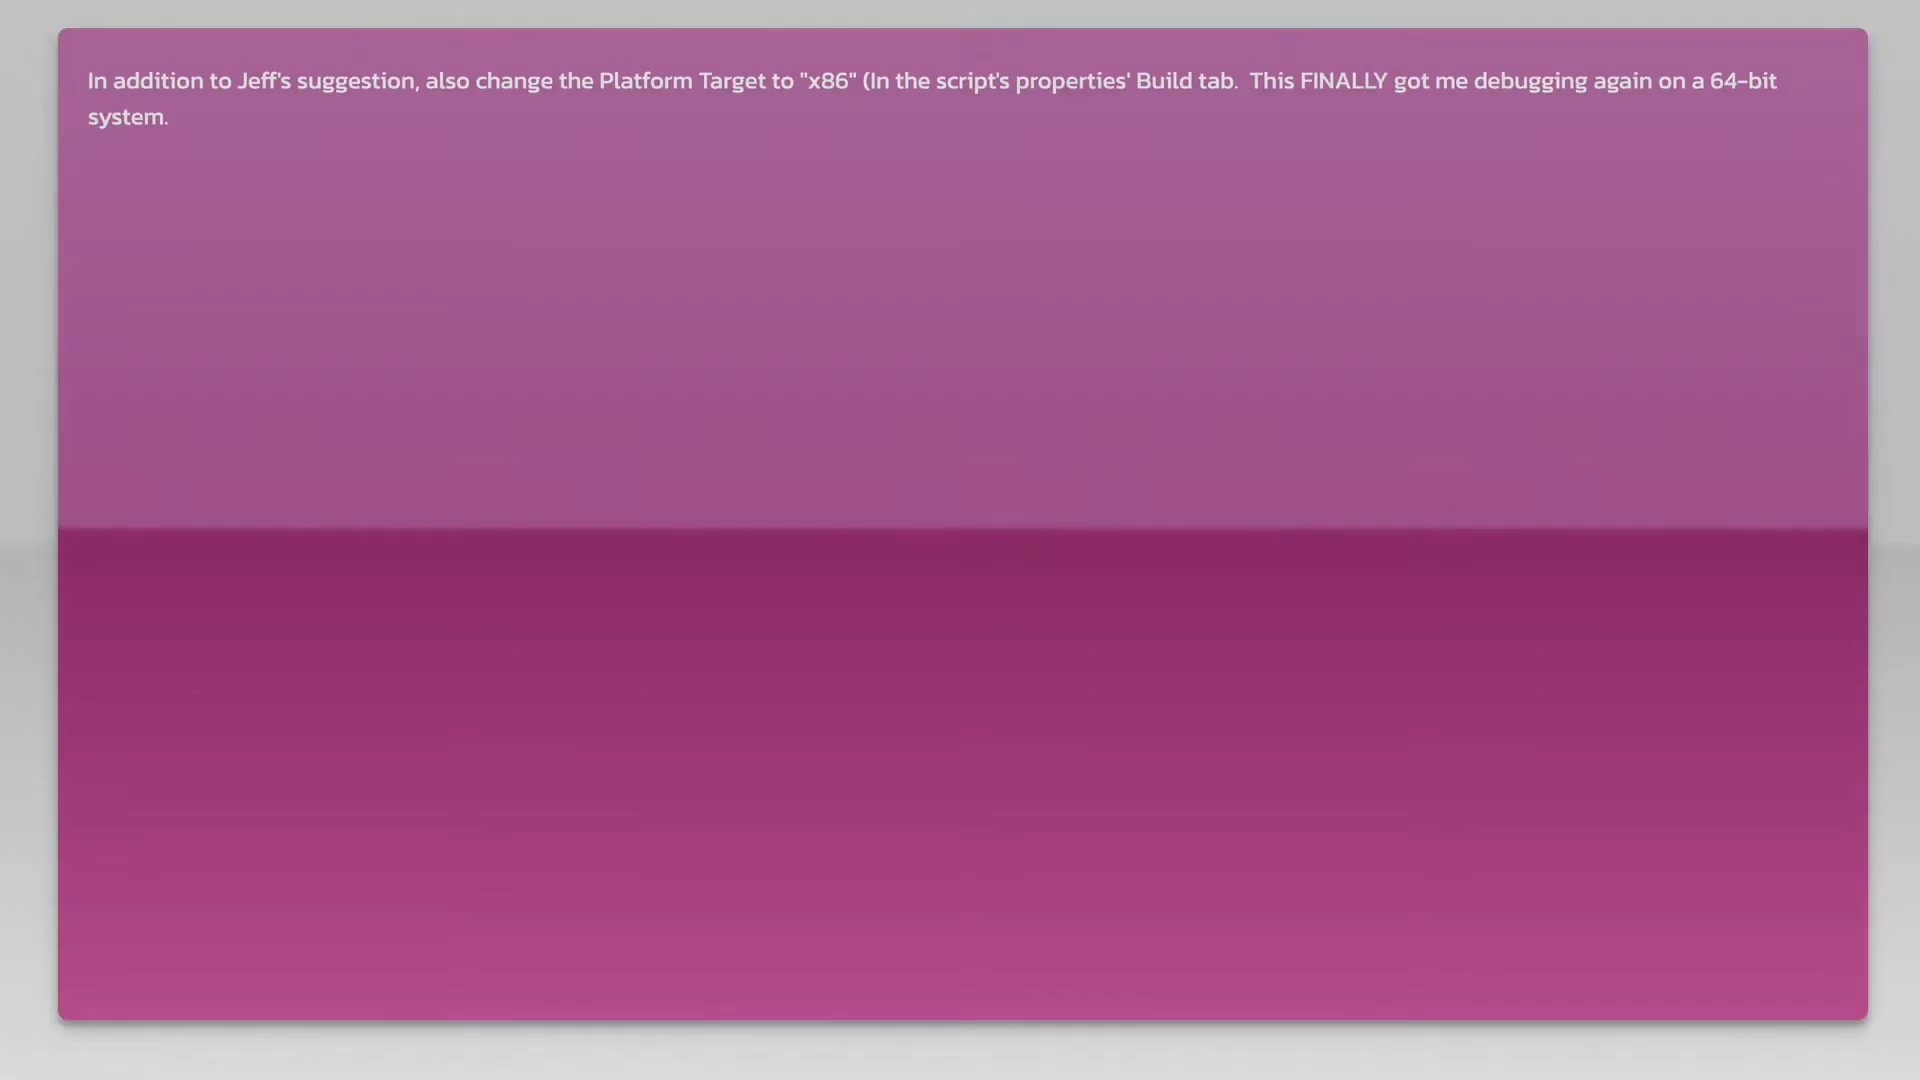 In addition to Jeff's suggestion, also change the Platform Target to "x86" (In the script's properties' Build tab.  This FINALLY got me debugging again on a 64-bit
system.